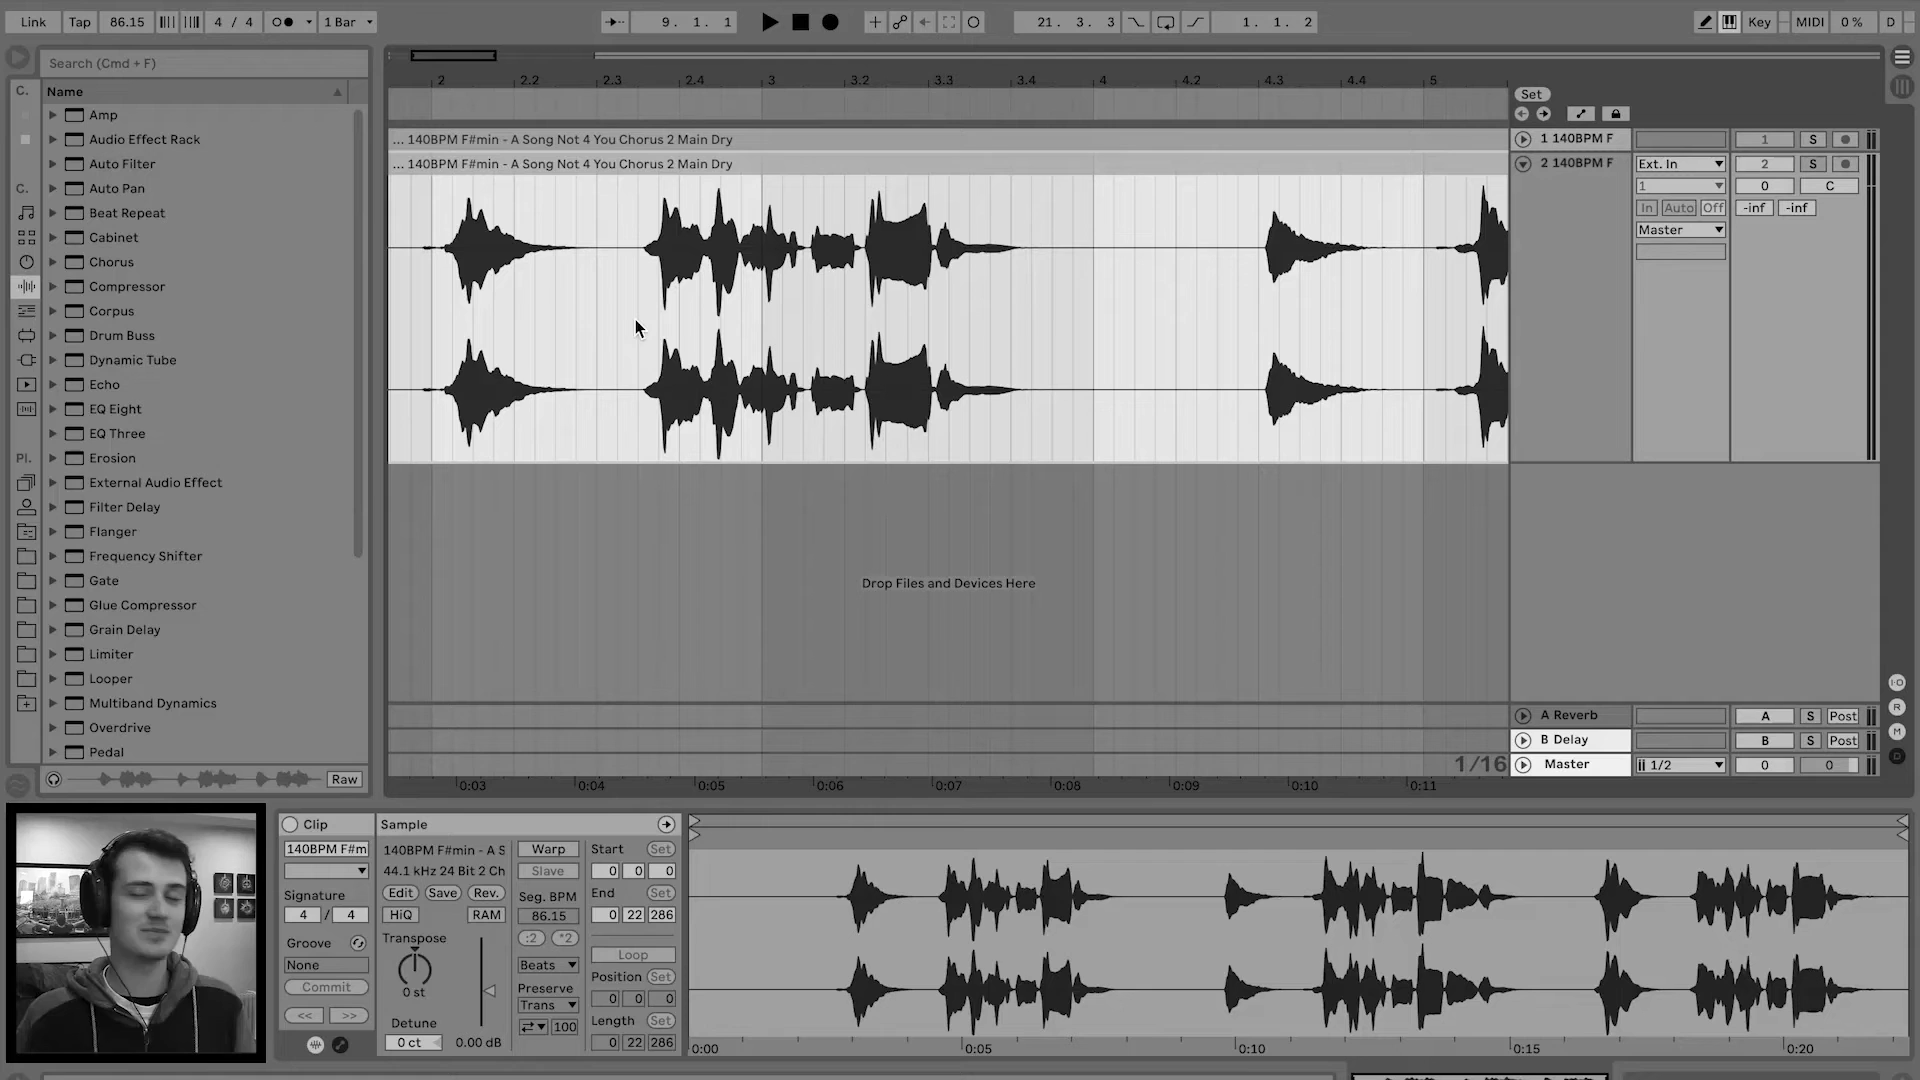 Link Tap 86.15 4 / 4 1 Bar 9. 1. 1 21. 3. 3 1. 1. 2 Key MIDI 0 % D
Search (Cmd + F)
C. Name
Amp
Audio Effect Rack
Auto Filter
C. Auto Pan
Beat Repeat
Cabinet
Chorus
Compressor
Corpus
Drum Buss
Dynamic Tube
Echo
EQ Eight
EQ Three
Pl. Erosion
External Audio Effect
Filter Delay
Flanger
Frequency Shifter
Gate
Glue Compressor
Grain Delay
Limiter
Looper
Multiband Dynamics
Overdrive
Pedal
Raw
2 2.2 2.3 2.4 3 3.2 3.3 3.4 4 4.2 4.3 4.4 5
Set
... 140BPM F#min - A Song Not 4 You Chorus 2 Main Dry 1 140BPM F 1 S
... 140BPM F#min - A Song Not 4 You Chorus 2 Main Dry 2 140BPM F Ext. In 2 S
1 0 C
In Auto Off -inf -inf
Master
Drop Files and Devices Here
A Reverb A S Post
B Delay B S Post
1/16 Master 1/2 0 0
0:03 0:04 0:05 0:06 0:07 0:08 0:09 0:10 0:11
I·O
R
M
D
Clip Sample
140BPM F#m 140BPM F#min - A S Warp Start Set
44.1 kHz 24 Bit 2 Ch Slave 0 0 0
Signature Edit Save Rev. Seg. BPM End Set
4 / 4 HiQ RAM 86.15 0 22 286
Groove Transpose :2 *2 Loop
None Beats Position Set
Commit 0 st Preserve 0 0 0
<< >> Trans Length Set
Detune 100
0 ct 0.00 dB 0 22 286
0:00 0:05 0:10 0:15 0:20